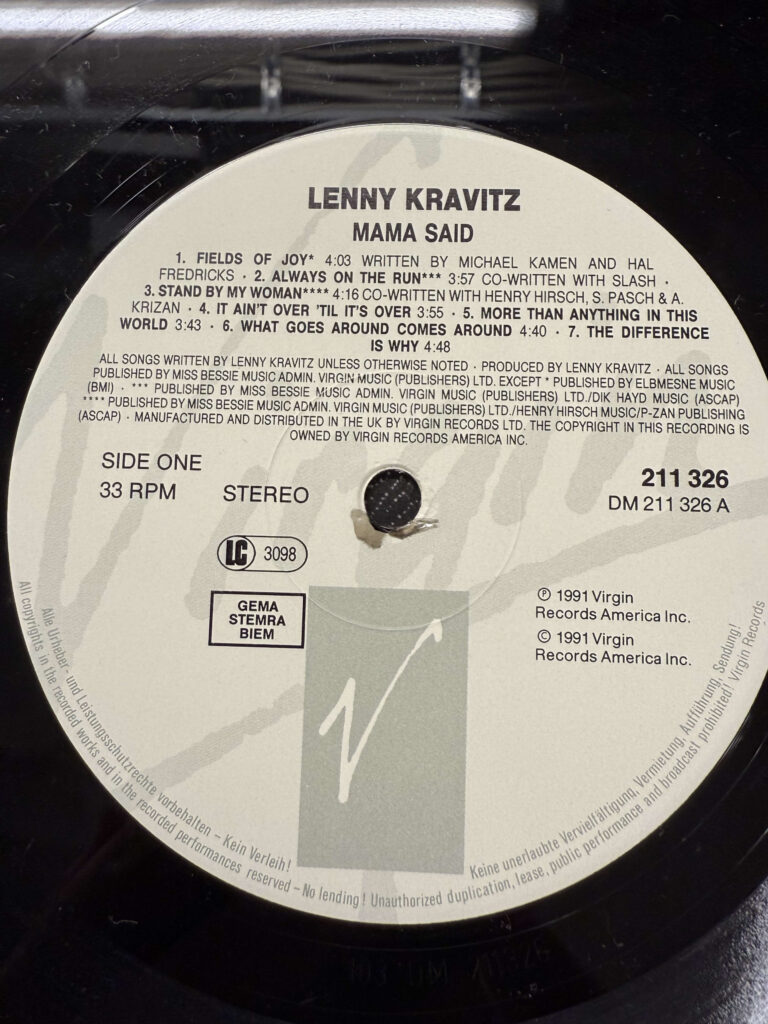 LENNY KRAVITZ
MAMA SAID
1. FIELDS OF JOY* 4:03 WRITTEN BY MICHAEL KAMEN AND HAL
FREDRICKS · 2. ALWAYS ON THE RUN*** 3:57 CO-WRITTEN WITH SLASH ·
3. STAND BY MY WOMAN**** 4:16 CO-WRITTEN WITH HENRY HIRSCH, S. PASCH & A.
KRIZAN · 4. IT AIN'T OVER 'TIL IT'S OVER 3:55 · 5. MORE THAN ANYTHING IN THIS
WORLD 3:43 · 6. WHAT GOES AROUND COMES AROUND 4:40 · 7. THE DIFFERENCE
IS WHY 4:48
ALL SONGS WRITTEN BY LENNY KRAVITZ UNLESS OTHERWISE NOTED · PRODUCED BY LENNY KRAVITZ · ALL SONGS
PUBLISHED BY MISS BESSIE MUSIC ADMIN. VIRGIN MUSIC (PUBLISHERS) LTD. EXCEPT * PUBLISHED BY ELBMESNE MUSIC
(BMI) · *** PUBLISHED BY MISS BESSIE MUSIC ADMIN. VIRGIN MUSIC (PUBLISHERS) LTD./DIK HAYD MUSIC (ASCAP)
**** PUBLISHED BY MISS BESSIE MUSIC ADMIN. VIRGIN MUSIC (PUBLISHERS) LTD./HENRY HIRSCH MUSIC/P-ZAN PUBLISHING
(ASCAP) · MANUFACTURED AND DISTRIBUTED IN THE UK BY VIRGIN RECORDS LTD. THE COPYRIGHT IN THIS RECORDING IS
OWNED BY VIRGIN RECORDS AMERICA INC.
SIDE ONE
33 RPM STEREO
211 326
DM 211 326 A
LC 3098
GEMA
STEMRA
BIEM
℗ 1991 Virgin
Records America Inc.
© 1991 Virgin
Records America Inc.
Virgin
V
Alle Urheber- und Leistungsschutzrechte vorbehalten – Kein Verleih! Keine unerlaubte Vervielfältigung, Vermietung, Aufführung, Sendung!
All copyrights in the recorded works and in the recorded performances reserved – No lending! Unauthorized duplication, lease, public performance and broadcast prohibited! Virgin Records